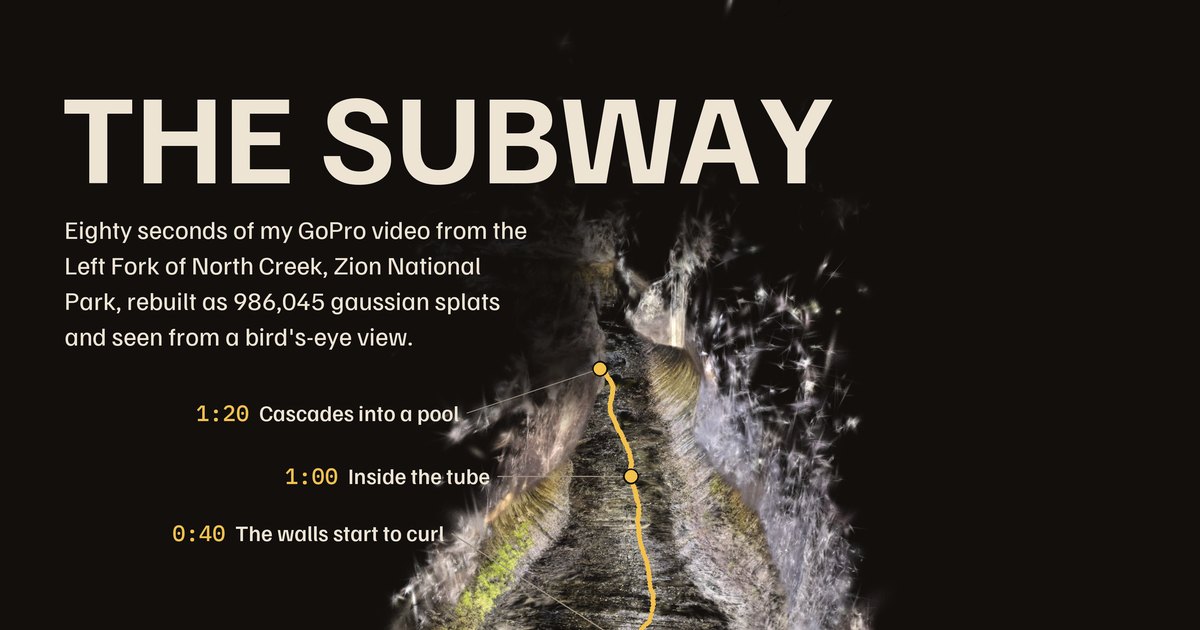 THE SUBWAY
Eighty seconds of my GoPro video from the
Left Fork of North Creek, Zion National
Park, rebuilt as 986,045 gaussian splats
and seen from a bird's-eye view.
1:20 Cascades into a pool
1:00 Inside the tube
0:40 The walls start to curl